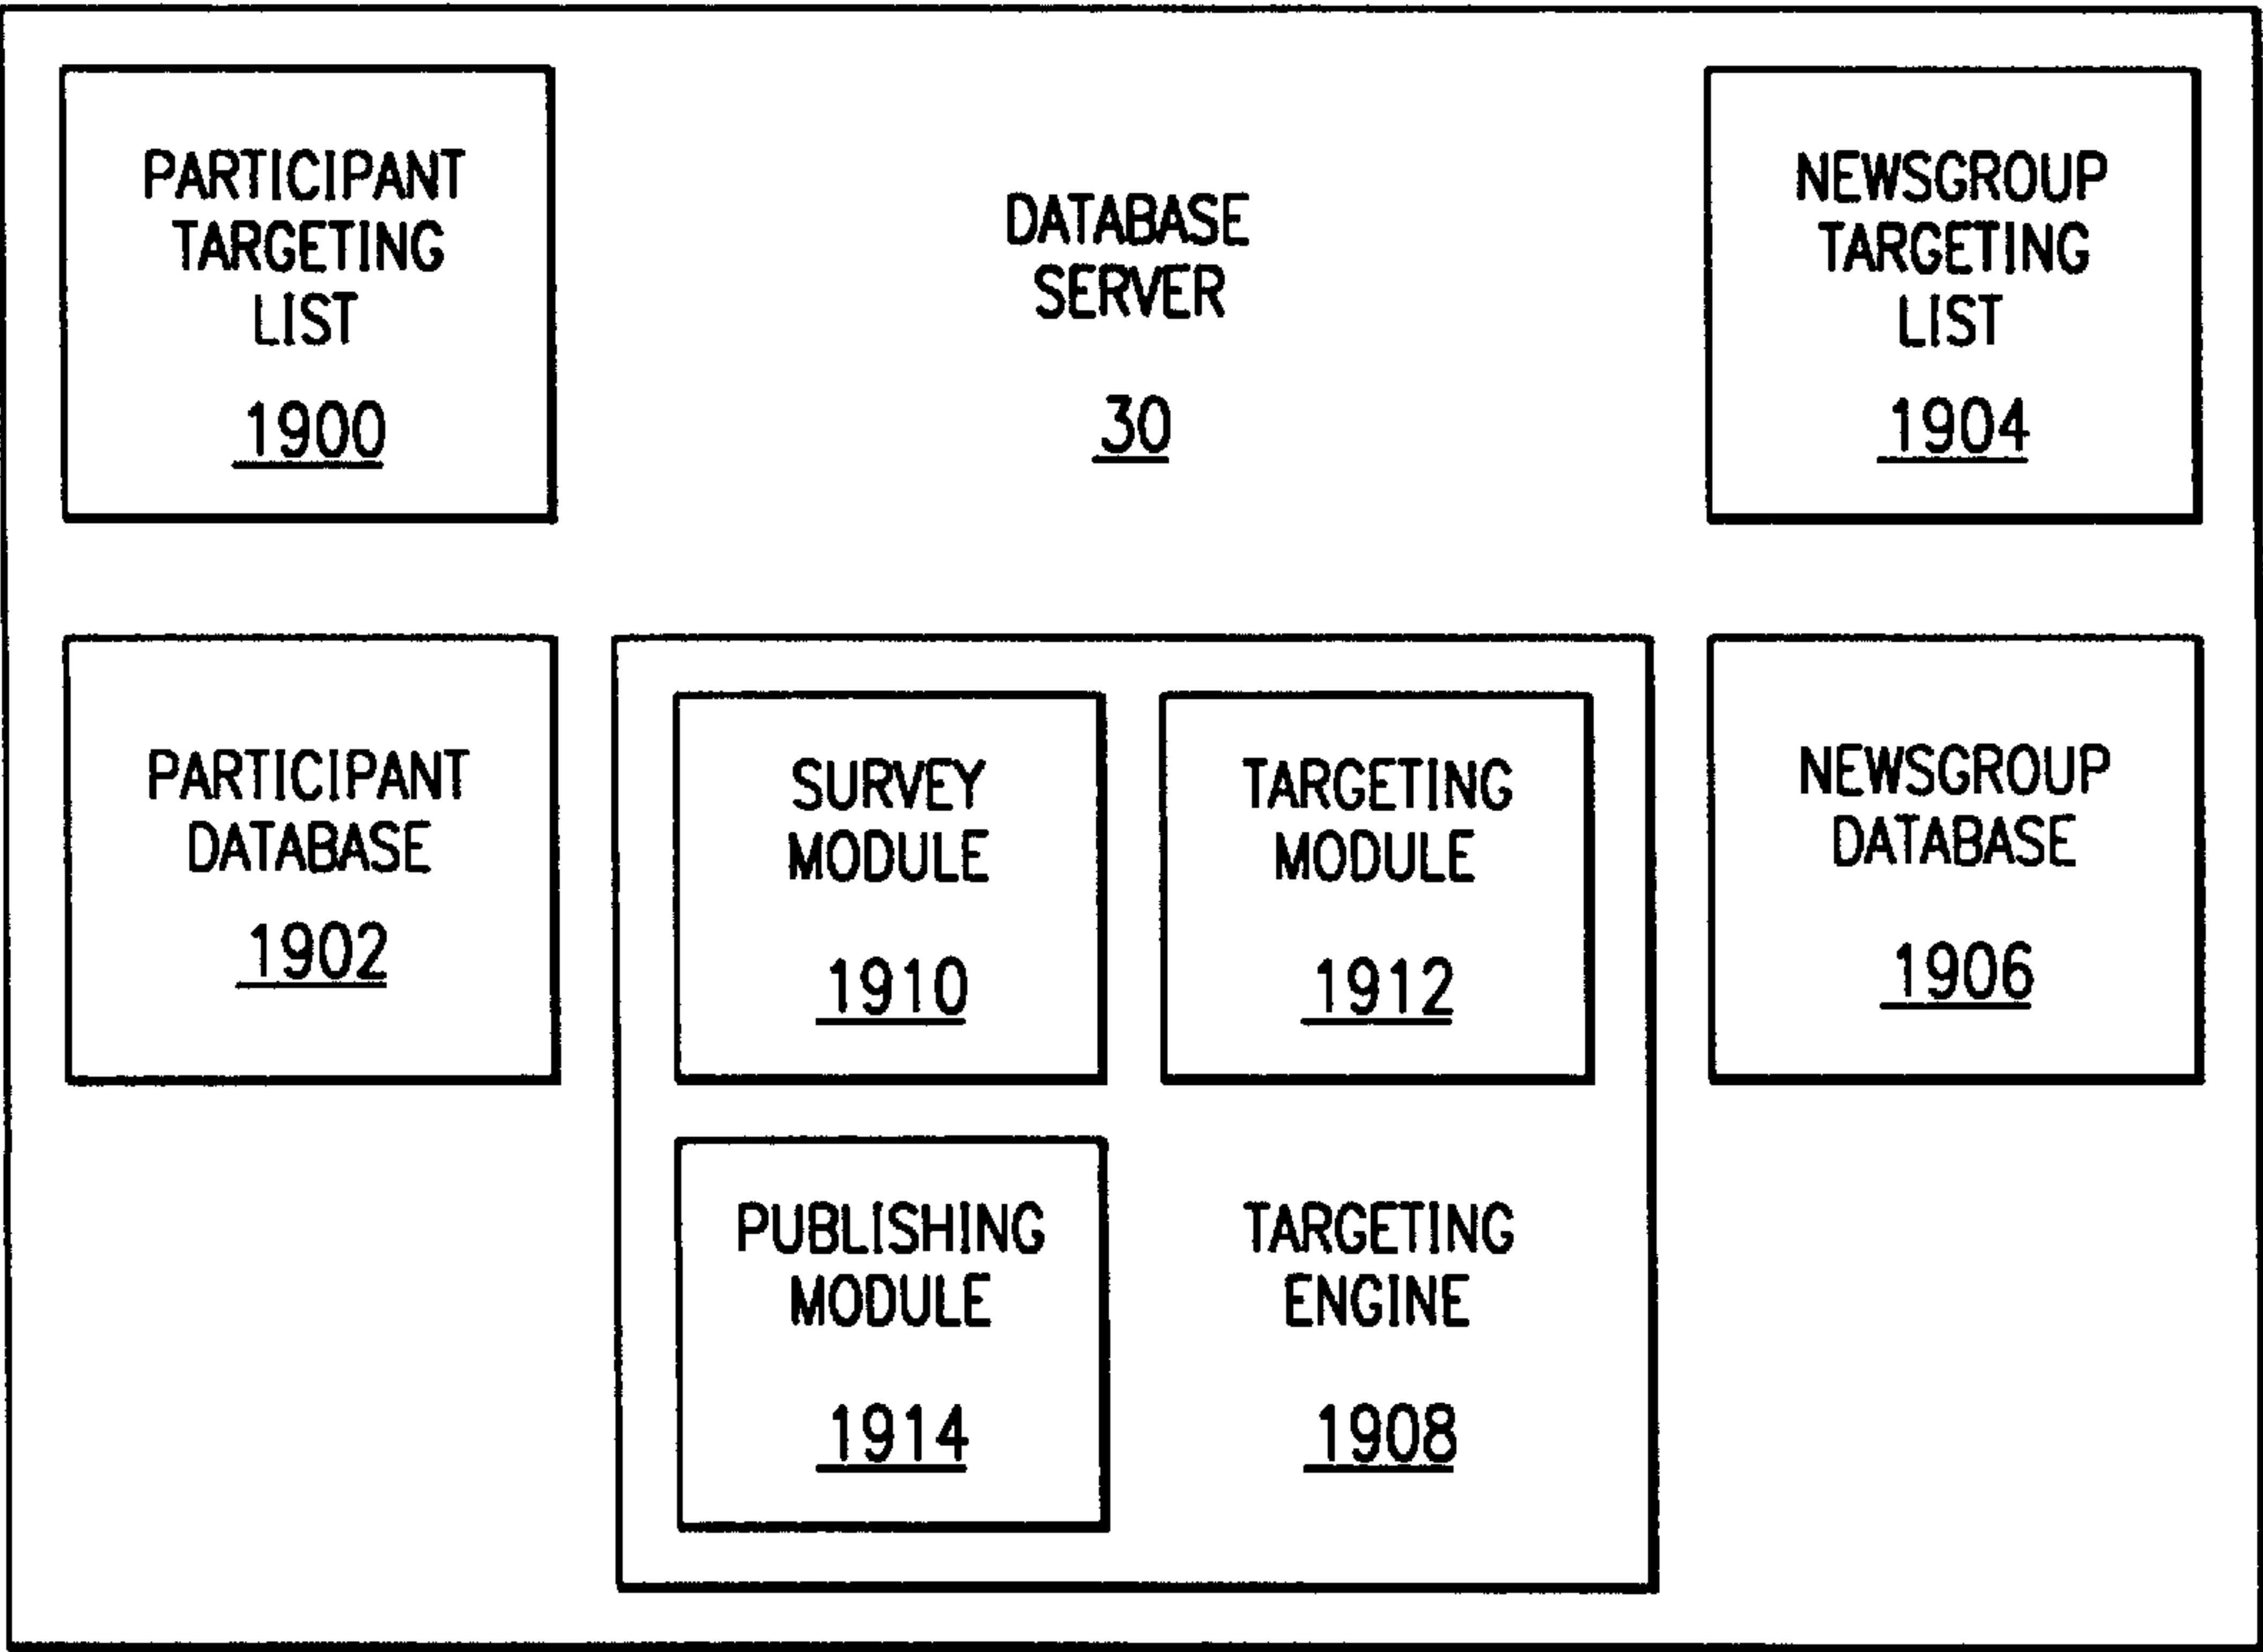 PARTICIPANT
TARGETING
LIST
1900
DATABASE
SERVER
30
NEWSGROUP
TARGETING
LIST
1904
PARTICIPANT
DATABASE
1902
SURVEY
MODULE
1910
TARGETING
MODULE
1912
NEWSGROUP
DATABASE
1906
PUBLISHING
MODULE
1914
TARGETING
ENGINE
1908